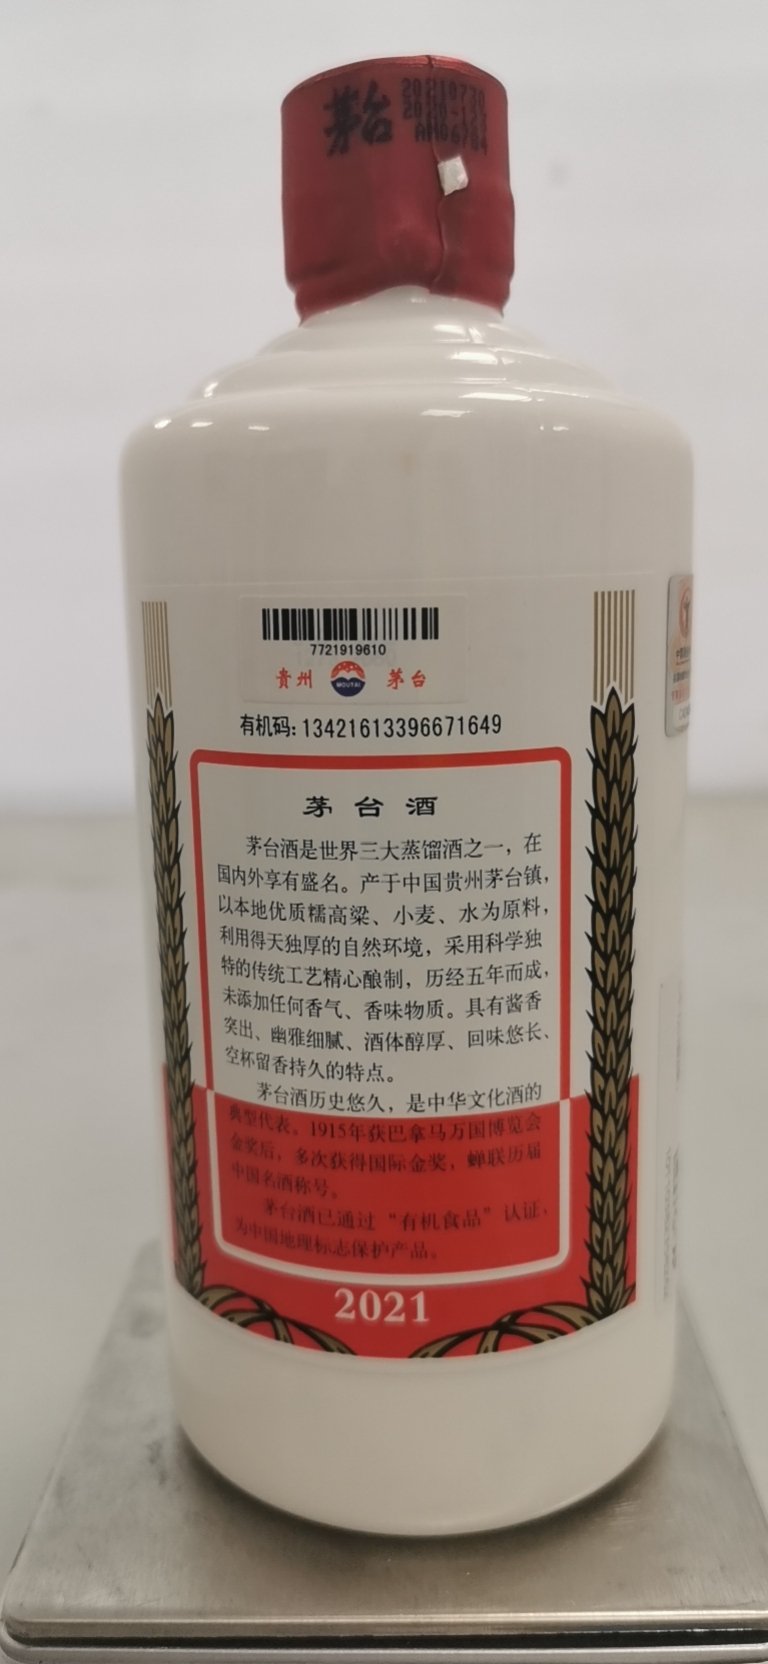 茅台
7721919610
贵州 MOUTAI 茅台
有机码: 13421613396671649
茅台酒
茅台酒是世界三大蒸馏酒之一，在
国内外享有盛名。产于中国贵州茅台镇，
以本地优质糯高粱、小麦、水为原料，
利用得天独厚的自然环境，采用科学独
特的传统工艺精心酿制，历经五年而成，
未添加任何香气、香味物质。具有酱香
突出、幽雅细腻、酒体醇厚、回味悠长、
空杯留香持久的特点。
茅台酒历史悠久，是中华文化酒的
典型代表。1915年获巴拿马万国博览会
金奖后，多次获得国际金奖，蝉联历届
中国名酒称号。
茅台酒已通过“有机食品”认证，
为中国地理标志保护产品。
2021